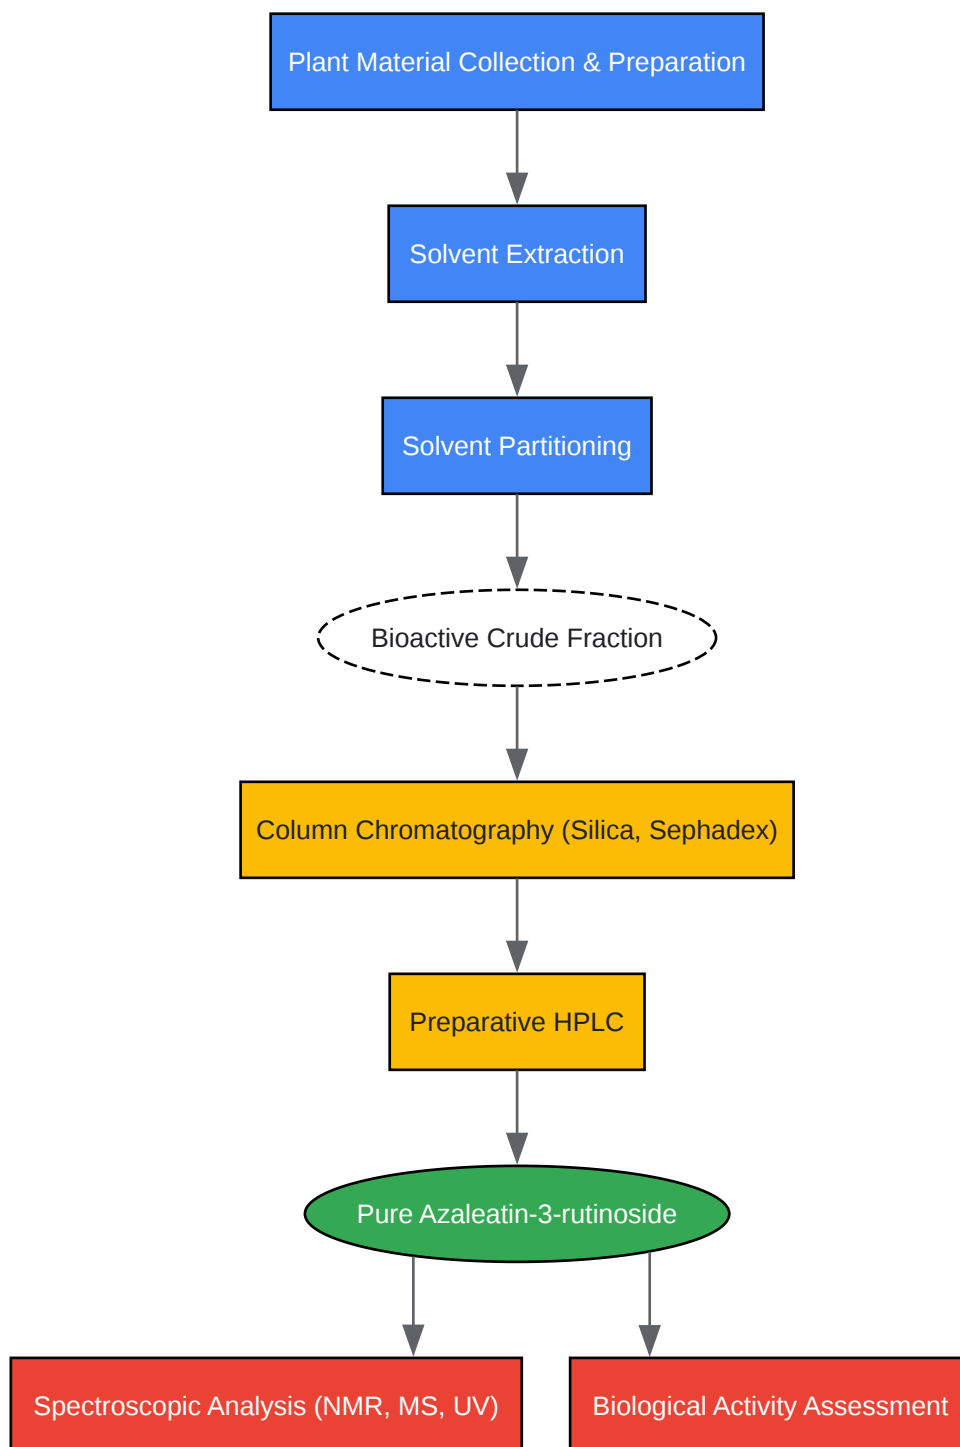 Plant Material Collection & Preparation
Solvent Extraction
Solvent Partitioning
Bioactive Crude Fraction
Column Chromatography (Silica, Sephadex)
Preparative HPLC
Pure Azaleatin-3-rutinoside
Spectroscopic Analysis (NMR, MS, UV)
Biological Activity Assessment